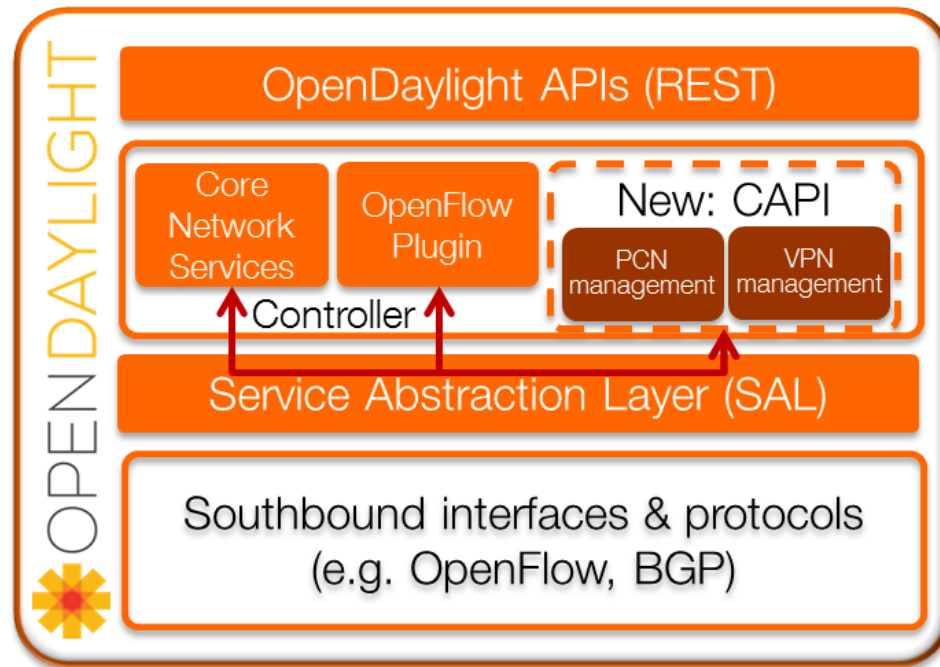 OPENDAYLIGHT
OpenDaylight APIs (REST)
Core
Network
Services
OpenFlow
Plugin
New: CAPI
PCN
management
VPN
management
Controller
Service Abstraction Layer (SAL)
Southbound interfaces & protocols
(e.g. OpenFlow, BGP)